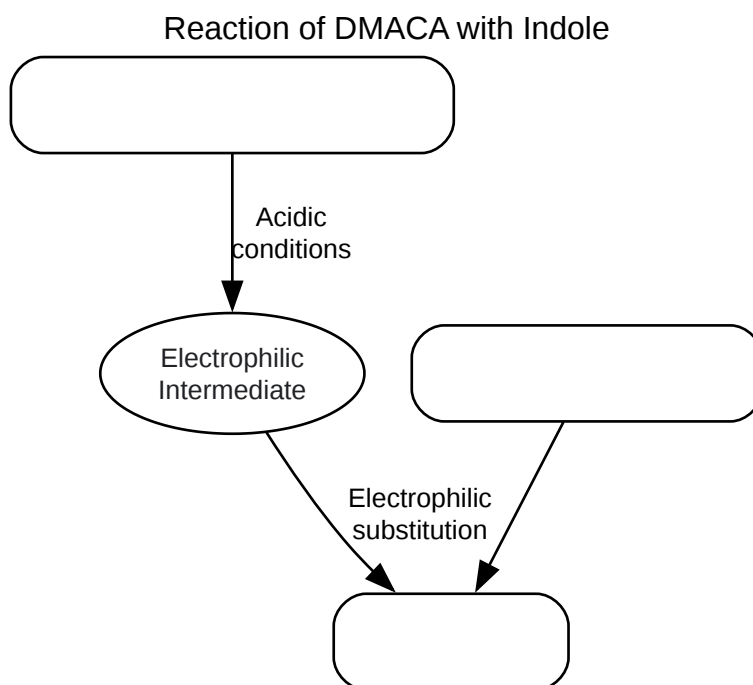 Reaction of DMACA with Indole
Acidic
conditions
Electrophilic
Intermediate
Electrophilic
substitution